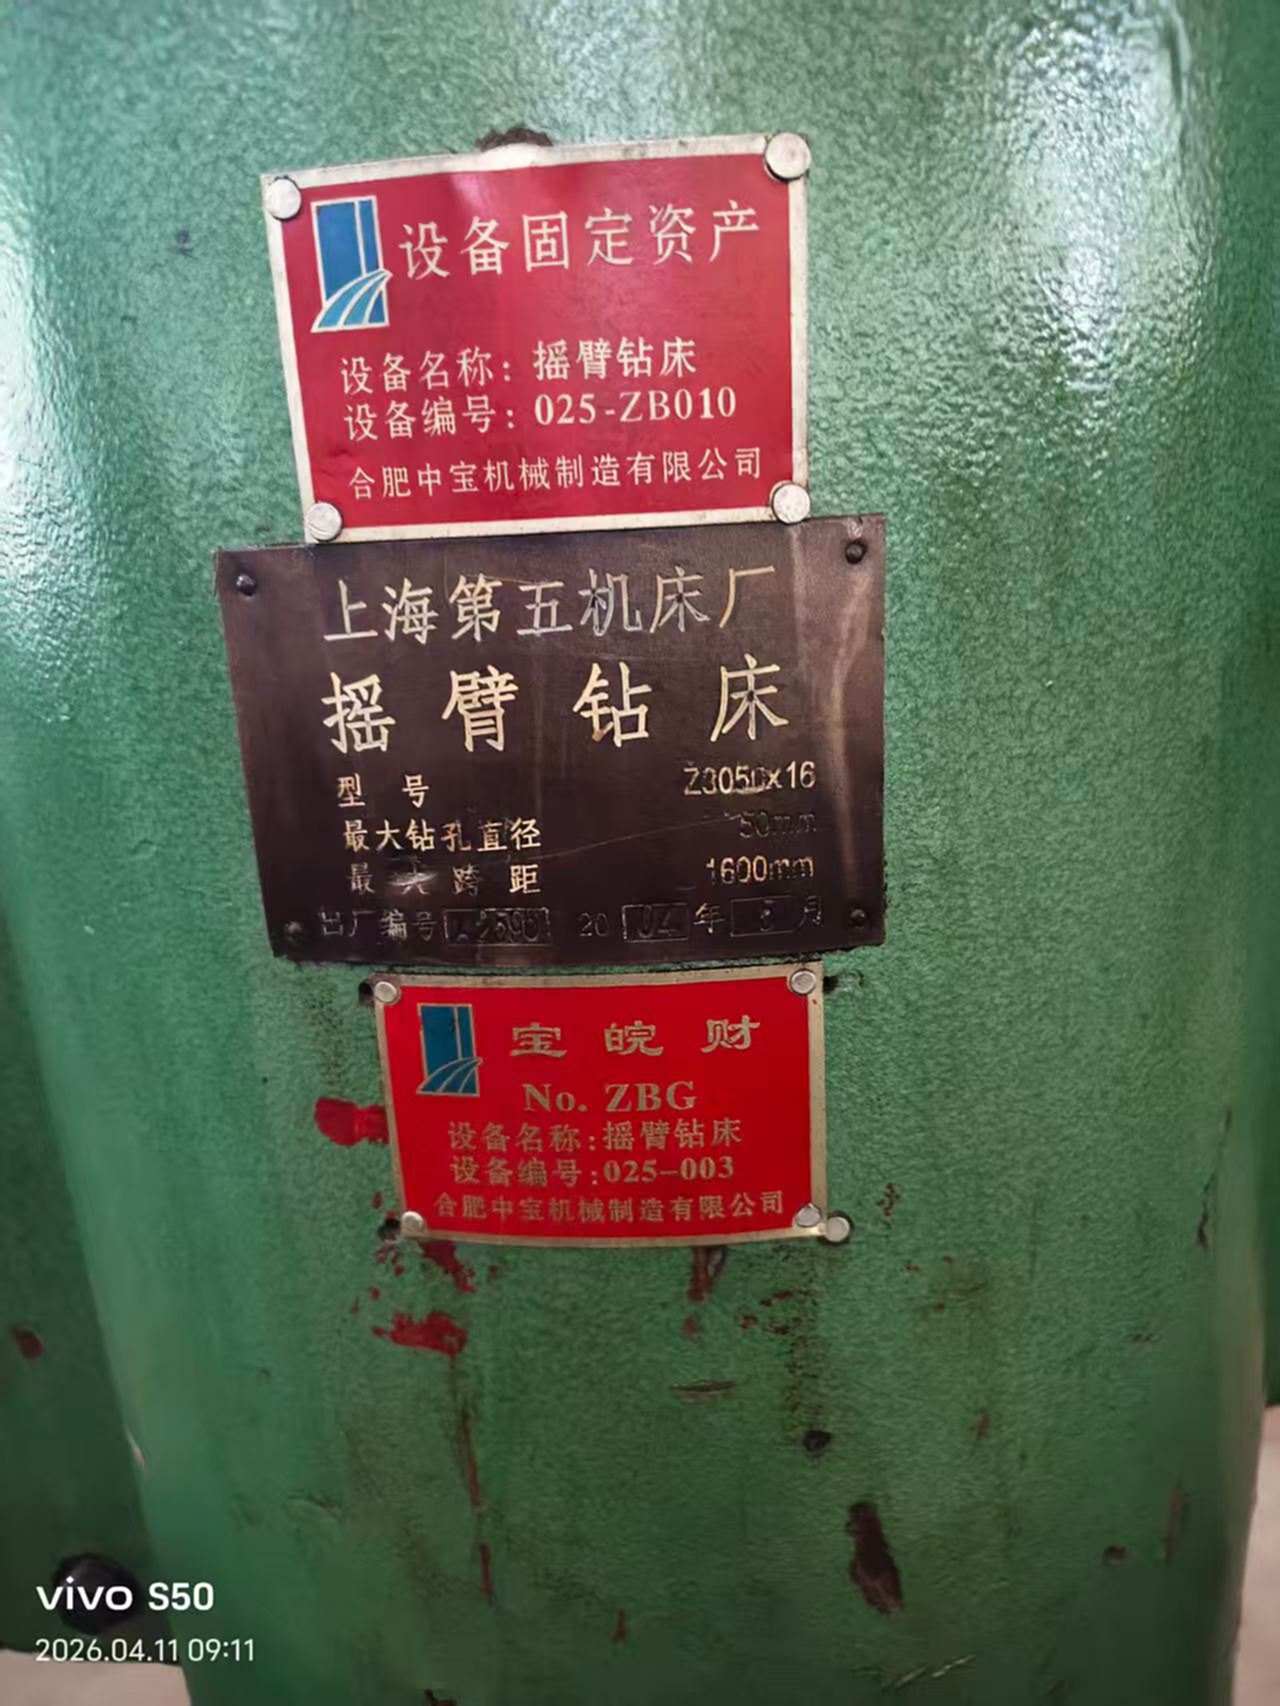 设备固定资产
设备名称：摇臂钻床
设备编号：025-ZB010
合肥中宝机械制造有限公司
上海第五机床厂
摇臂钻床
型号 Z3050x16
最大钻孔直径 50mm
最大跨距 1600mm
出厂编号 20 04 年 月
宝皖财
No. ZBG
设备名称:摇臂钻床
设备编号:025-003
合肥中宝机械制造有限公司
vivo S50
2026.04.11 09:11